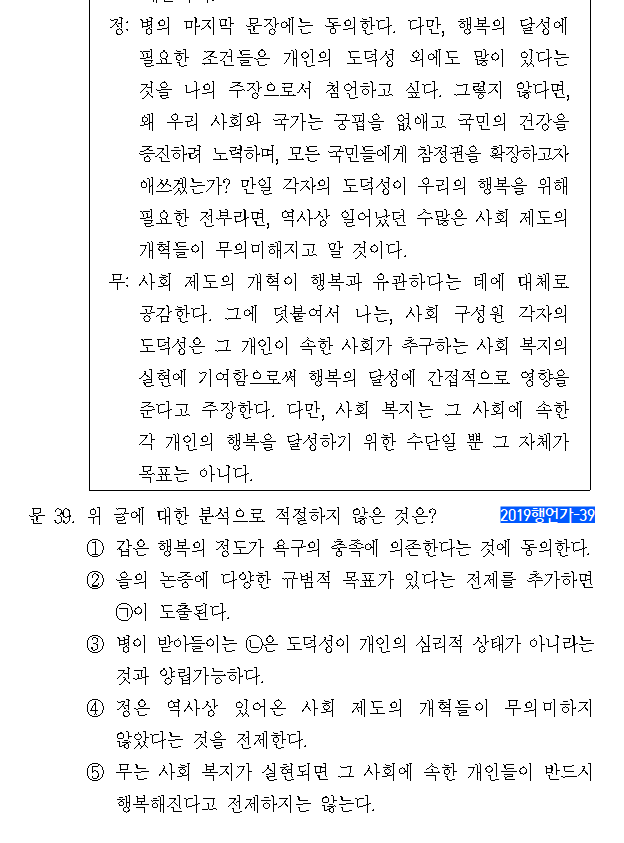 정: 병의 마지막 문장에는 동의한다. 다만, 행복의 달성에
필요한 조건들은 개인의 도덕성 외에도 많이 있다는
것을 나의 주장으로서 첨언하고 싶다. 그렇지 않다면,
왜 우리 사회와 국가는 궁핍을 없애고 국민의 건강을
증진하려 노력하며, 모든 국민들에게 참정권을 확장하고자
애쓰겠는가? 만일 각자의 도덕성이 우리의 행복을 위해
필요한 전부라면, 역사상 일어났던 수많은 사회 제도의
개혁들이 무의미해지고 말 것이다.
무: 사회 제도의 개혁이 행복과 유관하다는 데에 대체로
공감한다. 그에 덧붙여서 나는, 사회 구성원 각자의
도덕성은 그 개인이 속한 사회가 추구하는 사회 복지의
실현에 기여함으로써 행복의 달성에 간접적으로 영향을
준다고 주장한다. 다만, 사회 복지는 그 사회에 속한
각 개인의 행복을 달성하기 위한 수단일 뿐 그 자체가
목표는 아니다.
문 39. 위 글에 대한 분석으로 적절하지 않은 것은? 2019행언가-39
① 갑은 행복의 정도가 욕구의 충족에 의존한다는 것에 동의한다.
② 을의 논증에 다양한 규범적 목표가 있다는 전제를 추가하면
㉠이 도출된다.
③ 병이 받아들이는 ㉡은 도덕성이 개인의 심리적 상태가 아니라는
것과 양립가능하다.
④ 정은 역사상 있어온 사회 제도의 개혁들이 무의미하지
않았다는 것을 전제한다.
⑤ 무는 사회 복지가 실현되면 그 사회에 속한 개인들이 반드시
행복해진다고 전제하지는 않는다.